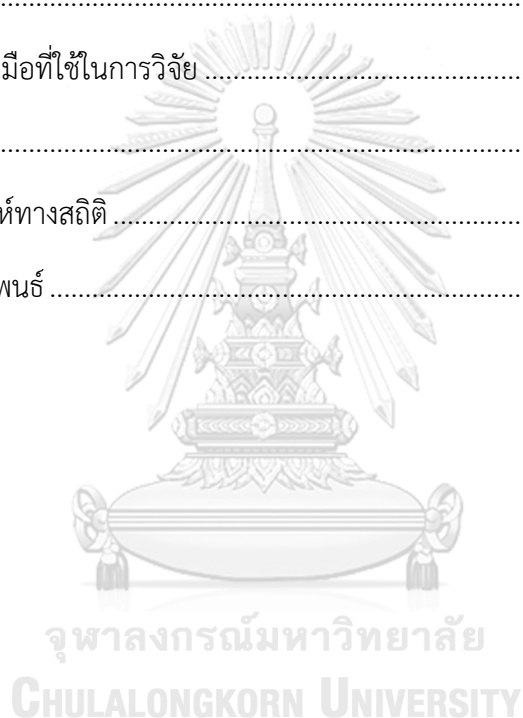 ................................................................
มือที่ใช้ในการวิจัย ........................................
................................................................
ห์ทางสถิติ ....................................................
พนธ์ ............................................................
จุฬาลงกรณ์มหาวิทยาลัย
CHULALONGKORN UNIVERSITY